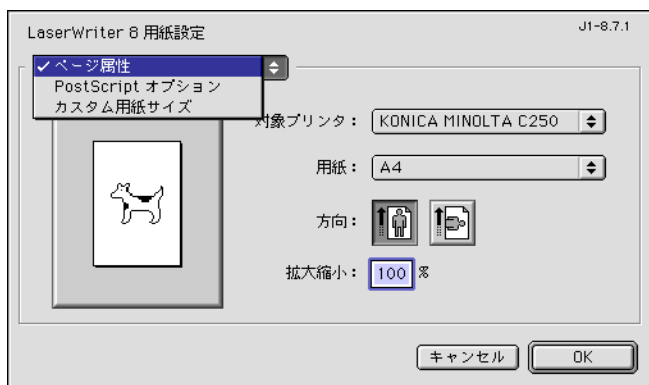 LaserWriter 8 用紙設定
J1-8.7.1
✓ページ属性
PostScript オプション
カスタム用紙サイズ
対象プリンタ： KONICA MINOLTA C250
用紙： A4
方向：
拡大縮小： 100 %
キャンセル OK